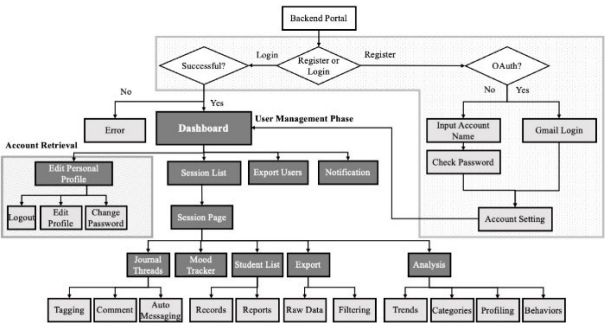 Backend Portal
Login
Register
Successful?
Register or
Login
OAuth?
No
Yes
No
Yes
User Management Phase
Error
Dashboard
Input Account
Name
Gmail Login
Account Retrieval
Check Password
Edit Personal
Profile
Session List
Export Users
Notification
Logout
Edit
Profile
Change
Password
Session Page
Account Setting
Journal
Threads
Mood
Tracker
Student List
Export
Analysis
Tagging
Comment
Auto
Messaging
Records
Reports
Raw Data
Filtering
Trends
Categories
Profiling
Behaviors